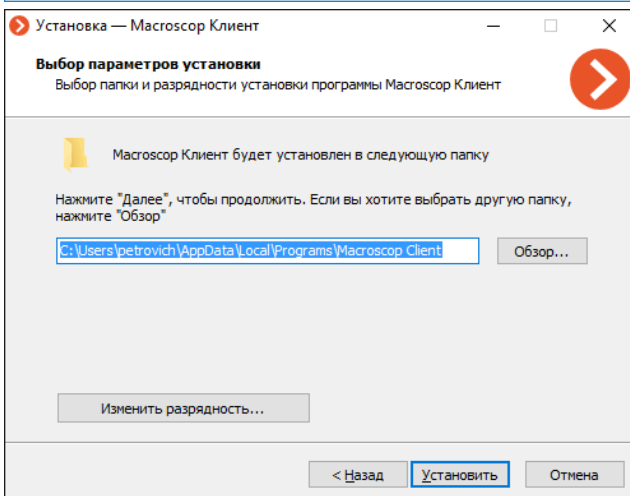 Установка — Macroscop Клиент
Выбор параметров установки
Выбор папки и разрядности установки программы Macroscop Клиент
Macroscop Клиент будет установлен в следующую папку
Нажмите "Далее", чтобы продолжить. Если вы хотите выбрать другую папку,
нажмите "Обзор"
C:\Users\petrovich\AppData\Local\Programs\Macroscop Client
Обзор...
Изменить разрядность...
< Назад
Установить
Отмена